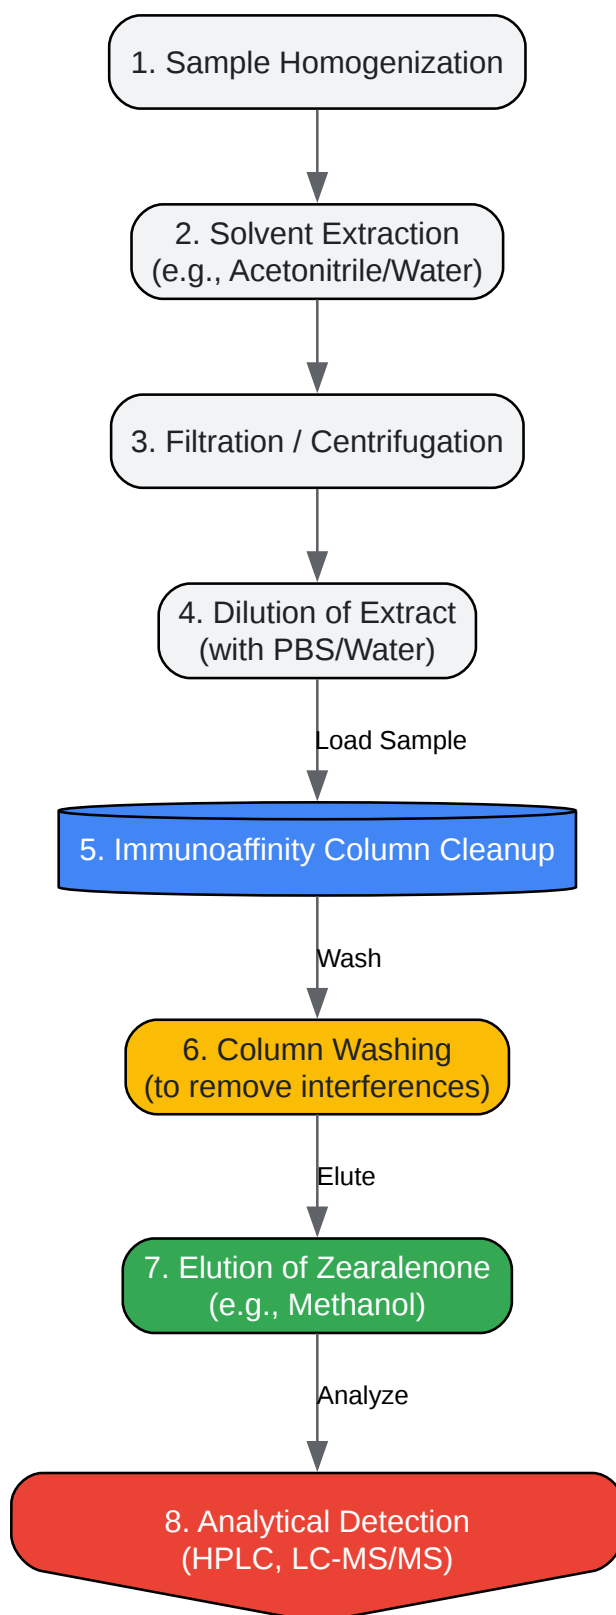 1. Sample Homogenization
2. Solvent Extraction
(e.g., Acetonitrile/Water)
3. Filtration / Centrifugation
4. Dilution of Extract
(with PBS/Water)
Load Sample
5. Immunoaffinity Column Cleanup
Wash
6. Column Washing
(to remove interferences)
Elute
7. Elution of Zearalenone
(e.g., Methanol)
Analyze
8. Analytical Detection
(HPLC, LC-MS/MS)